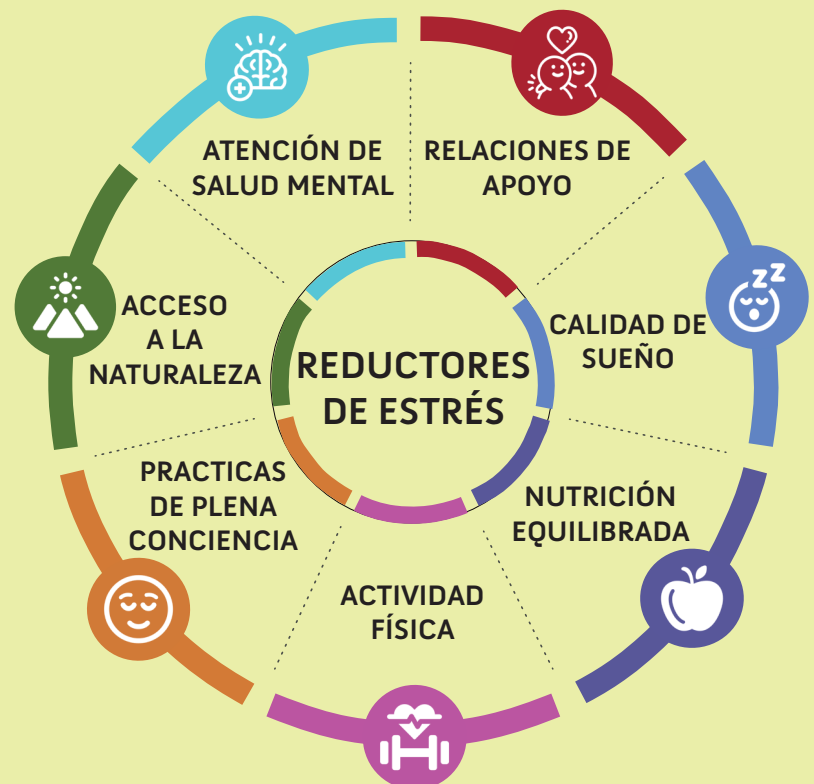 REDUCTORES
DE ESTRÉS
RELACIONES DE
APOYO
CALIDAD DE
SUEÑO
NUTRICIÓN
EQUILIBRADA
ACTIVIDAD
FÍSICA
PRACTICAS
DE PLENA
CONCIENCIA
ACCESO
A LA
NATURALEZA
ATENCIÓN DE
SALUD MENTAL
zz